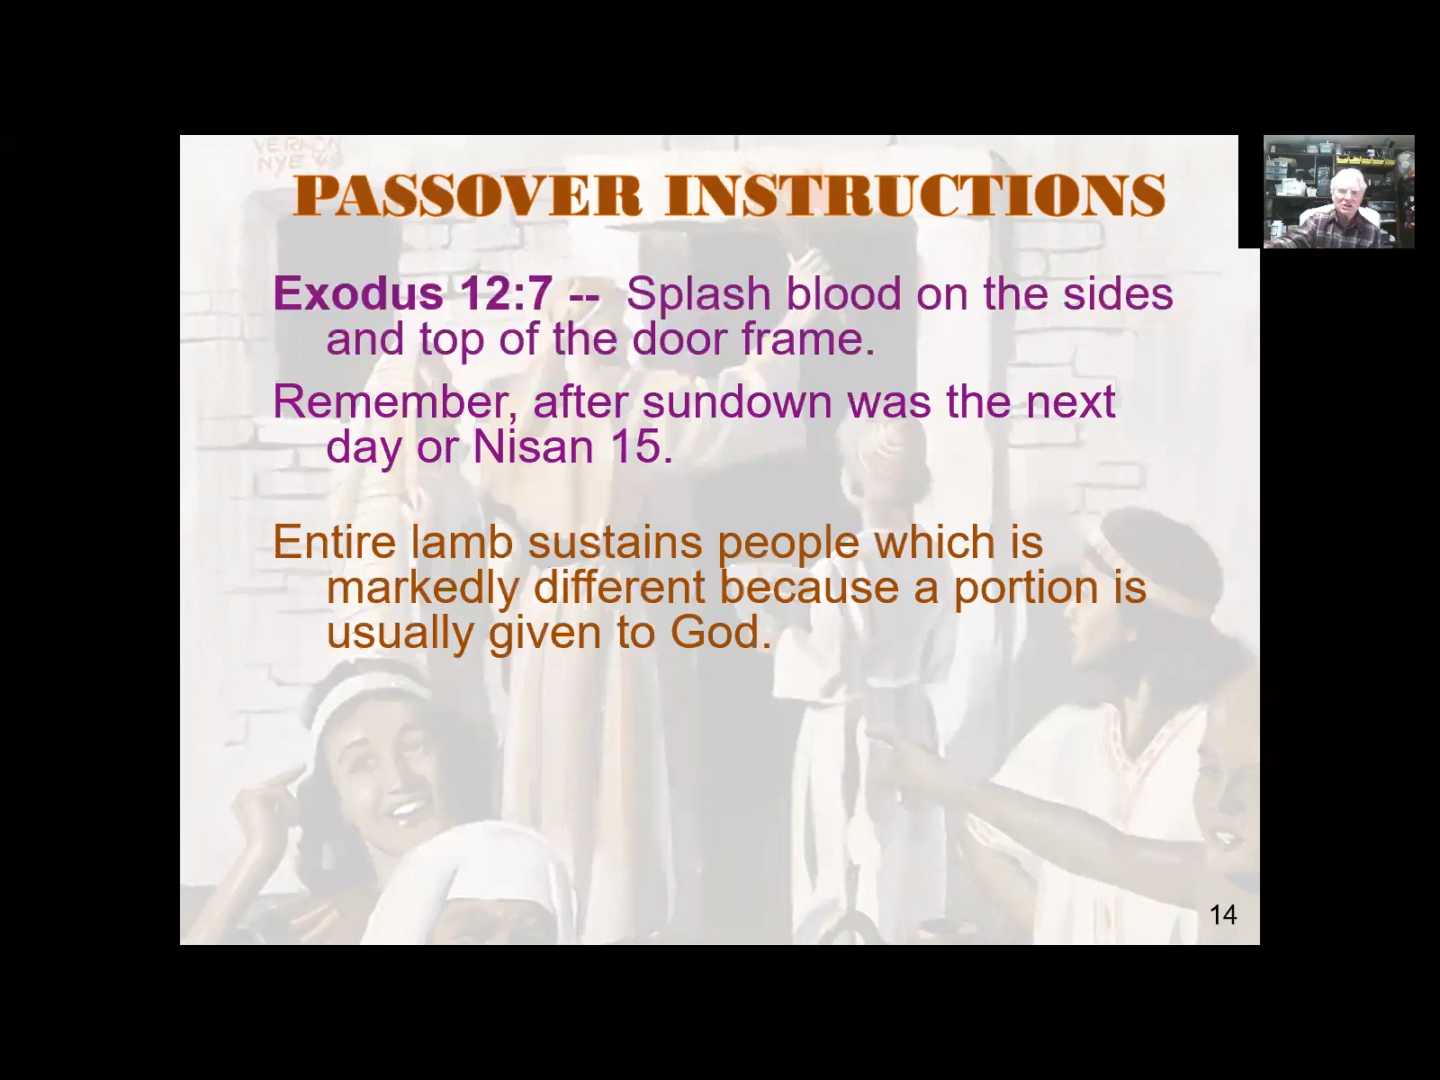 VERNON
NYE
PASSOVER INSTRUCTIONS
Exodus 12:7 -- Splash blood on the sides
and top of the door frame.
Remember, after sundown was the next
day or Nisan 15.
Entire lamb sustains people which is
markedly different because a portion is
usually given to God.
14